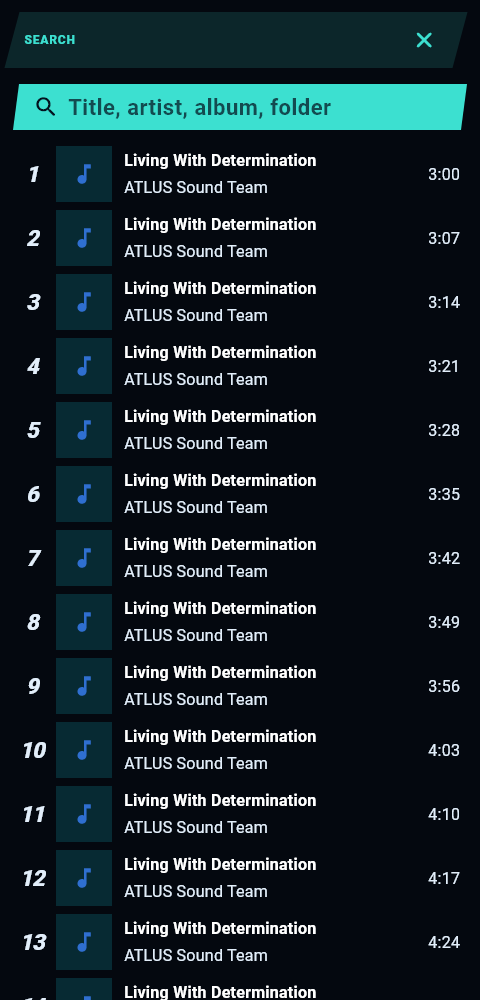 SEARCH
Title, artist, album, folder
1 Living With Determination 3:00
ATLUS Sound Team
2 Living With Determination 3:07
ATLUS Sound Team
3 Living With Determination 3:14
ATLUS Sound Team
4 Living With Determination 3:21
ATLUS Sound Team
5 Living With Determination 3:28
ATLUS Sound Team
6 Living With Determination 3:35
ATLUS Sound Team
7 Living With Determination 3:42
ATLUS Sound Team
8 Living With Determination 3:49
ATLUS Sound Team
9 Living With Determination 3:56
ATLUS Sound Team
10 Living With Determination 4:03
ATLUS Sound Team
11 Living With Determination 4:10
ATLUS Sound Team
12 Living With Determination 4:17
ATLUS Sound Team
13 Living With Determination 4:24
ATLUS Sound Team
Living With Determination